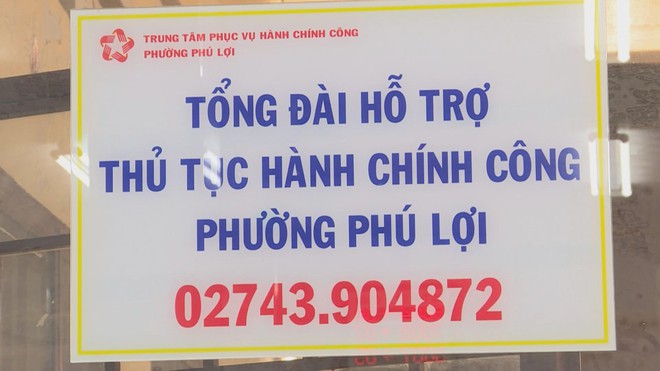 TRUNG TÂM PHỤC VỤ HÀNH CHÍNH CÔNG
PHƯỜNG PHÚ LỢI
TỔNG ĐÀI HỖ TRỢ
THỦ TỤC HÀNH CHÍNH CÔNG
PHƯỜNG PHÚ LỢI
02743.904872